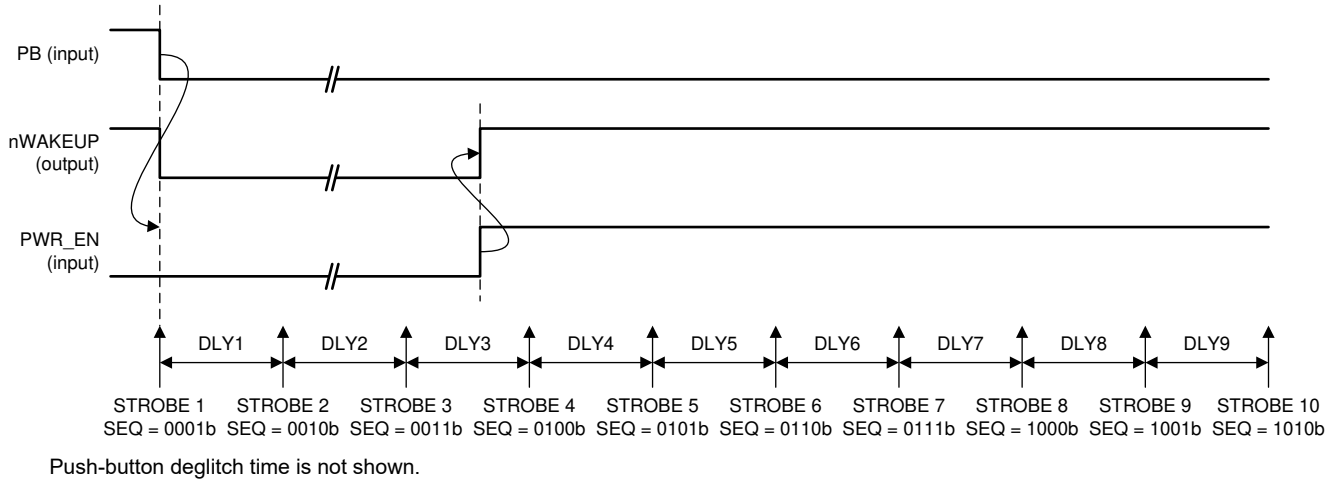 PB (input)
nWAKEUP
(output)
PWR_EN
(input)
DLY1 DLY2 DLY3 DLY4 DLY5 DLY6 DLY7 DLY8 DLY9
STROBE 1 STROBE 2 STROBE 3 STROBE 4 STROBE 5 STROBE 6 STROBE 7 STROBE 8 STROBE 9 STROBE 10
SEQ = 0001b SEQ = 0010b SEQ = 0011b SEQ = 0100b SEQ = 0101b SEQ = 0110b SEQ = 0111b SEQ = 1000b SEQ = 1001b SEQ = 1010b
Push-button deglitch time is not shown.